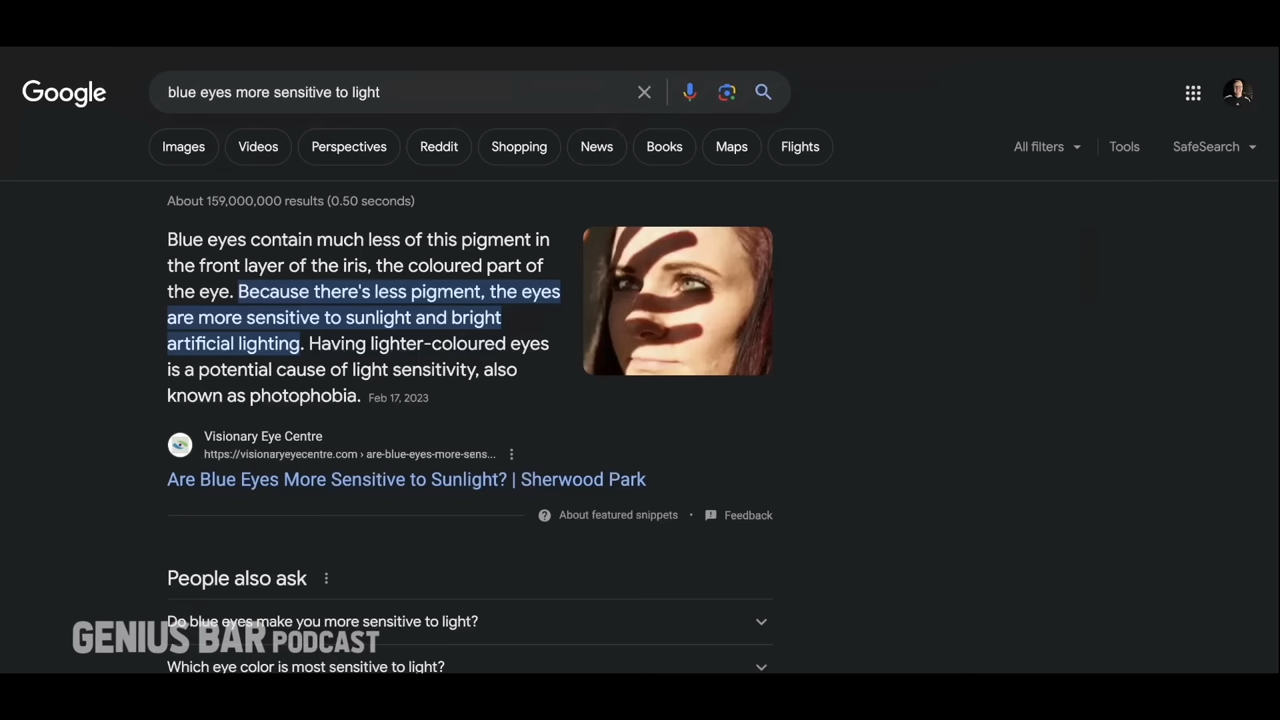 Google
blue eyes more sensitive to light
Images Videos Perspectives Reddit Shopping News Books Maps Flights All filters Tools SafeSearch
About 159,000,000 results (0.50 seconds)
Blue eyes contain much less of this pigment in
the front layer of the iris, the coloured part of
the eye. Because there's less pigment, the eyes
are more sensitive to sunlight and bright
artificial lighting. Having lighter-coloured eyes
is a potential cause of light sensitivity, also
known as photophobia. Feb 17, 2023
Visionary Eye Centre
https://visionaryeyecentre.com › are-blue-eyes-more-sens...
Are Blue Eyes More Sensitive to Sunlight? | Sherwood Park
About featured snippets • Feedback
People also ask
Do blue eyes make you more sensitive to light?
GENIUS BAR PODCAST
Which eye color is most sensitive to light?